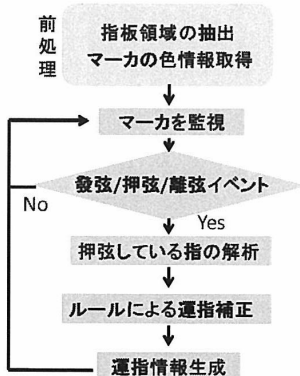 前処理
指板領域の抽出
マーカの色情報取得
マーカを監視
發弦/押弦/離弦イベント
No
Yes
押弦している指の解析
ルールによる運指補正
運指情報生成